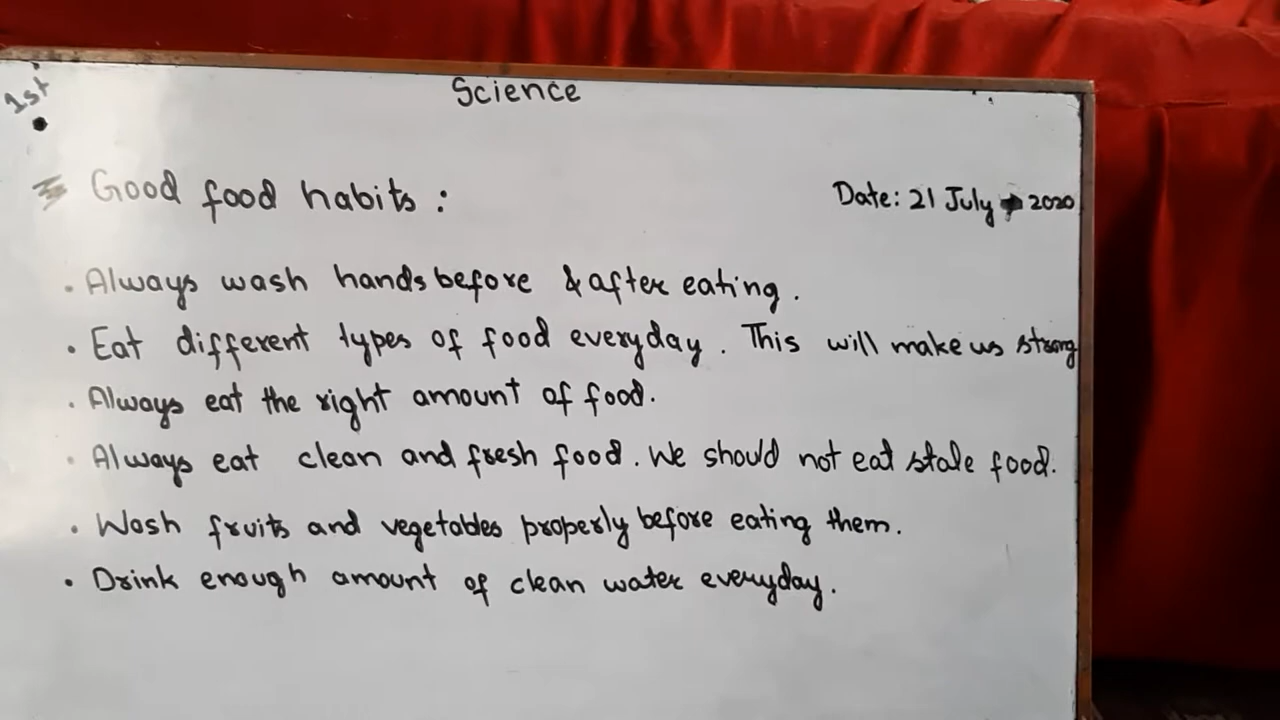 1st
Science
Good food habits :
Date: 21 July 2020
• Always wash hands before & after eating.
• Eat different types of food everyday. This will make us strong
• Always eat the right amount of food.
• Always eat clean and fresh food. We should not eat stale food.
• Wash fruits and vegetables properly before eating them.
• Drink enough amount of clean water everyday.